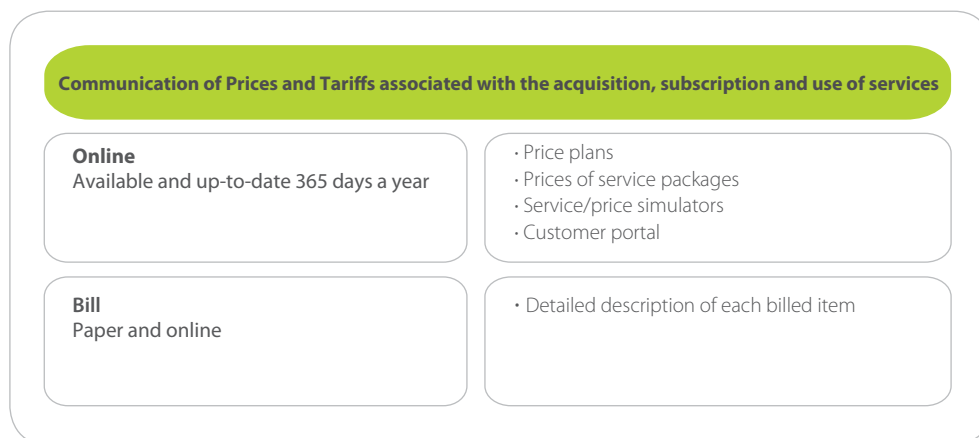 Communication of Prices and Tariffs associated with the acquisition, subscription and use of services
Online
Available and up-to-date 365 days a year
· Price plans
· Prices of service packages
· Service/price simulators
· Customer portal
Bill
Paper and online
· Detailed description of each billed item